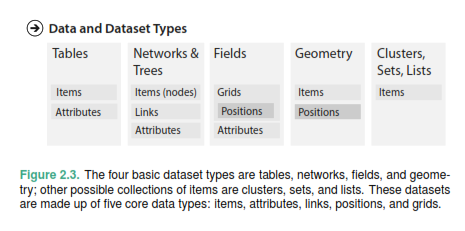 Data and Dataset Types
Tables
Items
Attributes
Networks &
Trees
Items (nodes)
Links
Attributes
Fields
Grids
Positions
Attributes
Geometry
Items
Positions
Clusters,
Sets, Lists
Items
Figure 2.3. The four basic dataset types are tables, networks, fields, and geome-
try; other possible collections of items are clusters, sets, and lists. These datasets
are made up of five core data types: items, attributes, links, positions, and grids.